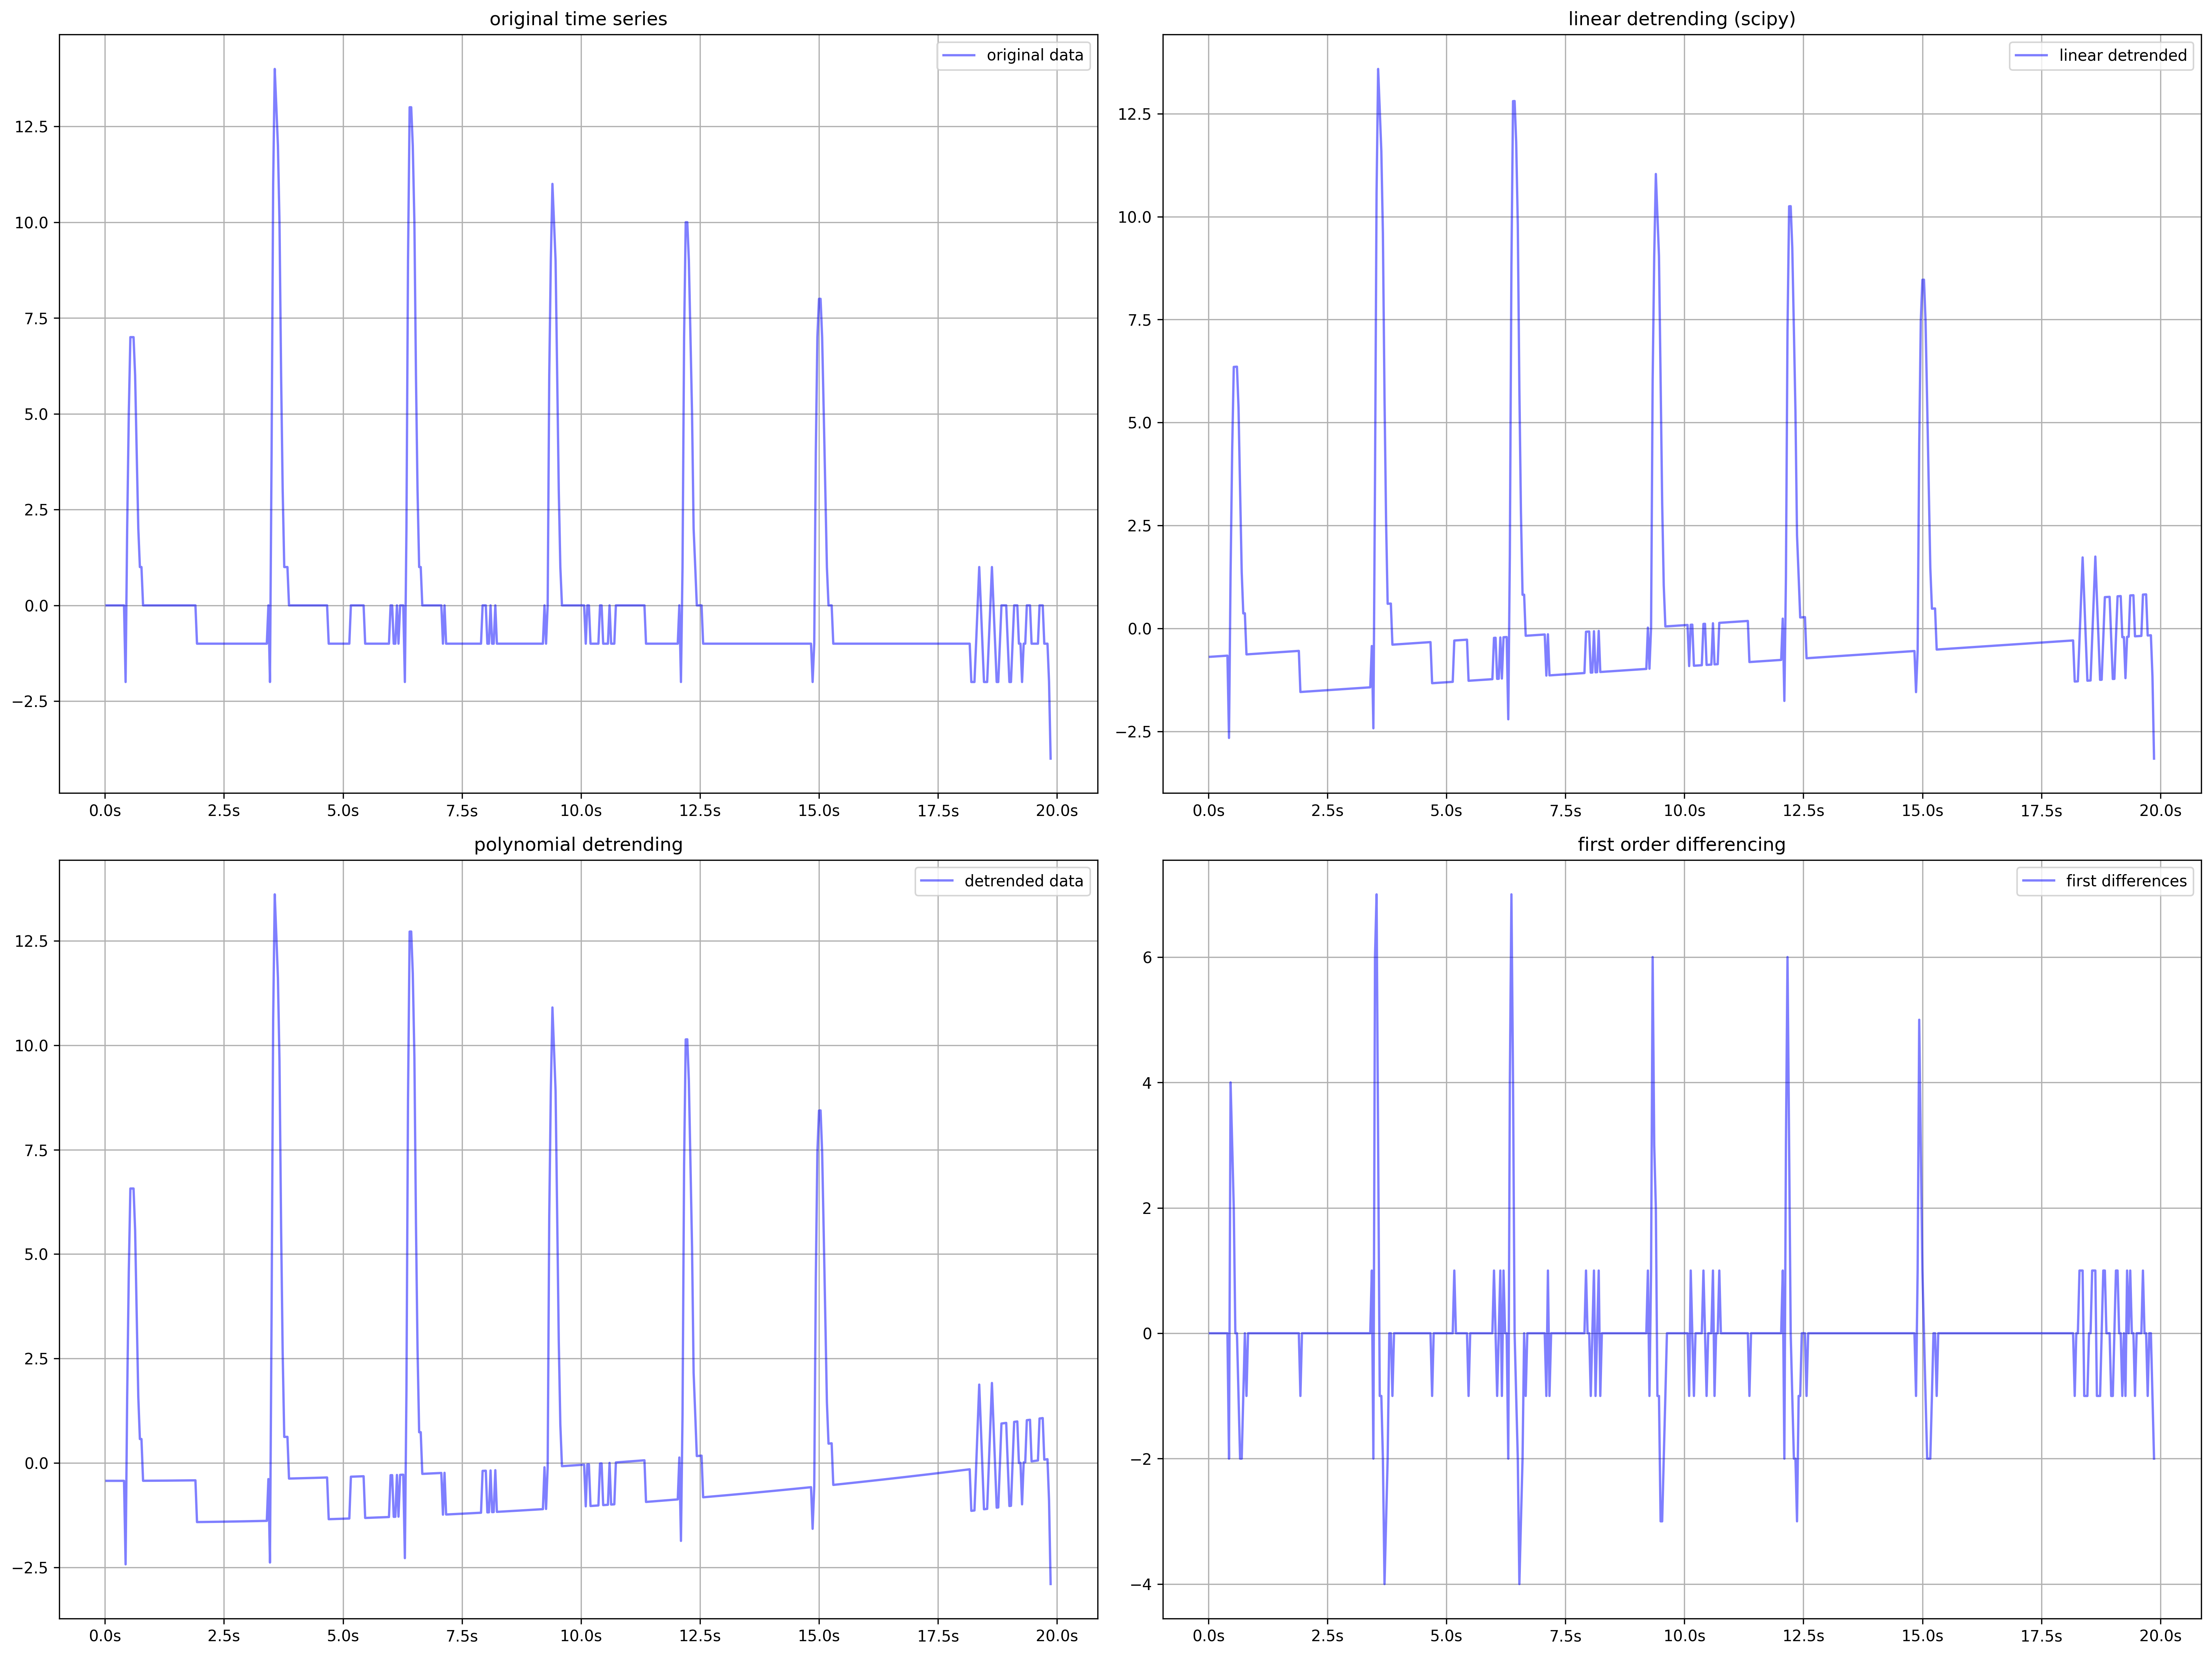 original time series
original data
12.5
10.0
7.5
5.0
2.5
0.0
−2.5
0.0s 2.5s 5.0s 7.5s 10.0s 12.5s 15.0s 17.5s 20.0s
linear detrending (scipy)
linear detrended
12.5
10.0
7.5
5.0
2.5
0.0
−2.5
0.0s 2.5s 5.0s 7.5s 10.0s 12.5s 15.0s 17.5s 20.0s
polynomial detrending
detrended data
12.5
10.0
7.5
5.0
2.5
0.0
−2.5
0.0s 2.5s 5.0s 7.5s 10.0s 12.5s 15.0s 17.5s 20.0s
first order differencing
first differences
6
4
2
0
−2
−4
0.0s 2.5s 5.0s 7.5s 10.0s 12.5s 15.0s 17.5s 20.0s